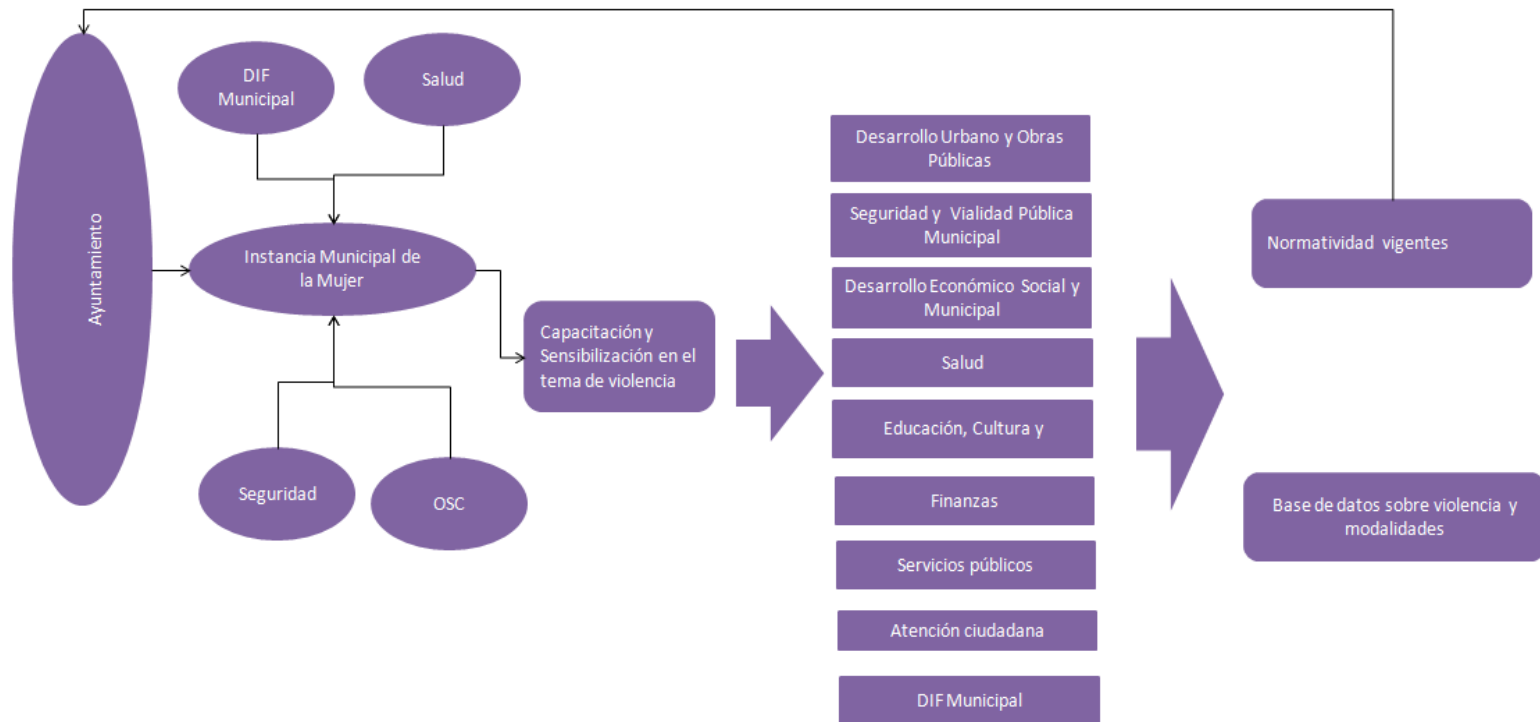 Ayuntamiento
DIF
Municipal
Salud
Instancia Municipal de
la Mujer
Seguridad
OSC
Capacitación y
Sensibilización en el
tema de violencia
Desarrollo Urbano y Obras
Públicas
Seguridad y Vialidad Pública
Municipal
Desarrollo Económico Social y
Municipal
Salud
Educación, Cultura y
Finanzas
Servicios públicos
Atención ciudadana
DIF Municipal
Normatividad vigentes
Base de datos sobre violencia y
modalidades